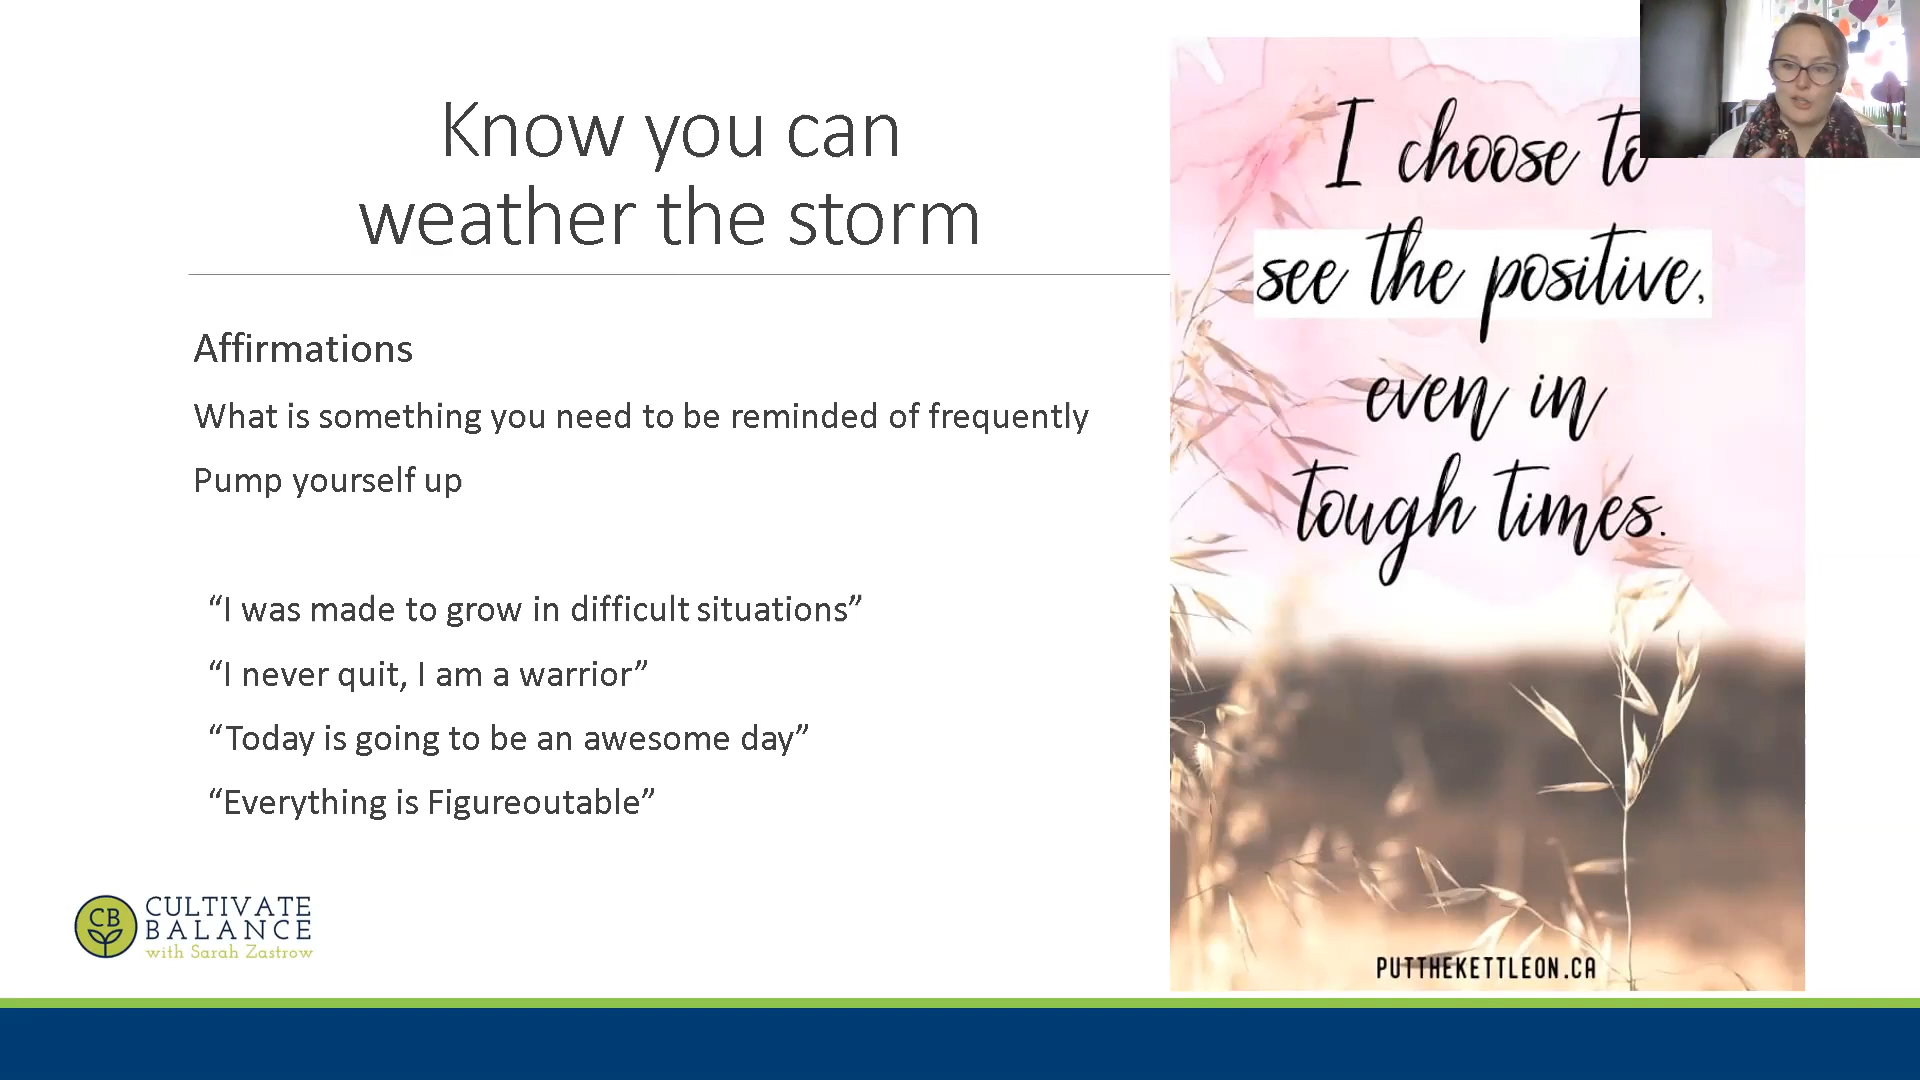 Know you can
weather the storm
Affirmations
What is something you need to be reminded of frequently
Pump yourself up
“I was made to grow in difficult situations”
“I never quit, I am a warrior”
“Today is going to be an awesome day”
“Everything is Figureoutable”
CB
CULTIVATE
BALANCE
with Sarah Zastrow
I choose to
see the positive,
even in
tough times.
PUTTHEKETTLEON.CA